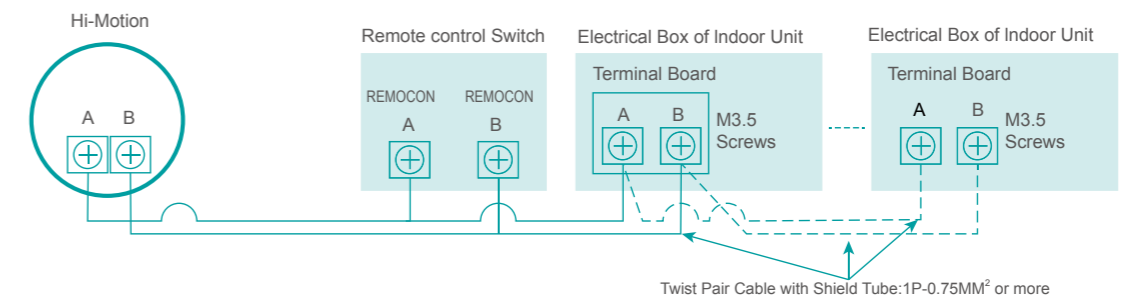 Hi-Motion
A B
Remote control Switch
REMOCON REMOCON
A B
Electrical Box of Indoor Unit
Terminal Board
A B
M3.5
Screws
Electrical Box of Indoor Unit
Terminal Board
A B
M3.5
Screws
Twist Pair Cable with Shield Tube:1P-0.75MM² or more